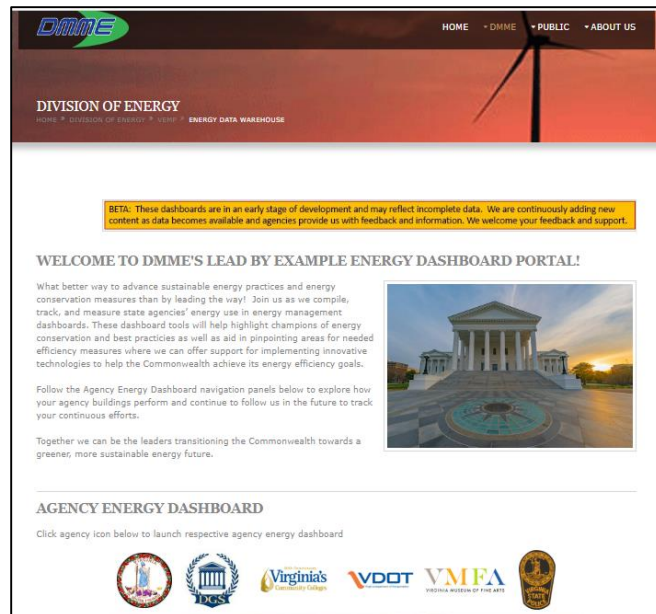 DMME
HOME DMME PUBLIC ABOUT US
DIVISION OF ENERGY
HOME DIVISION OF ENERGY VEMP ENERGY DATA WAREHOUSE
BETA: These dashboards are in an early stage of development and may reflect incomplete data. We are continuously adding new
content as data becomes available and agencies provide us with feedback and information. We welcome your feedback and support.
WELCOME TO DMME'S LEAD BY EXAMPLE ENERGY DASHBOARD PORTAL!
What better way to advance sustainable energy practices and energy
conservation measures than by leading the way! Join us as we compile,
track, and measure state agencies' energy use in energy management
dashboards. These dashboard tools will help highlight champions of energy
conservation and best practicies as well as aid in pinpointing areas for needed
efficiency measures where we can offer support for implementing innovative
technologies to help the Commonwealth achieve its energy efficiency goals.
Follow the Agency Energy Dashboard navigation panels below to explore how
your agency buildings perform and continue to follow us in the future to track
your continuous efforts.
Together we can be the leaders transitioning the Commonwealth towards a
greener, more sustainable energy future.
AGENCY ENERGY DASHBOARD
Click agency icon below to launch respective agency energy dashboard
DGS
Virginia's
Community Colleges
VDOT
VMFA
VIRGINIA MUSEUM OF FINE ARTS
VIRGINIA
STATE
POLICE